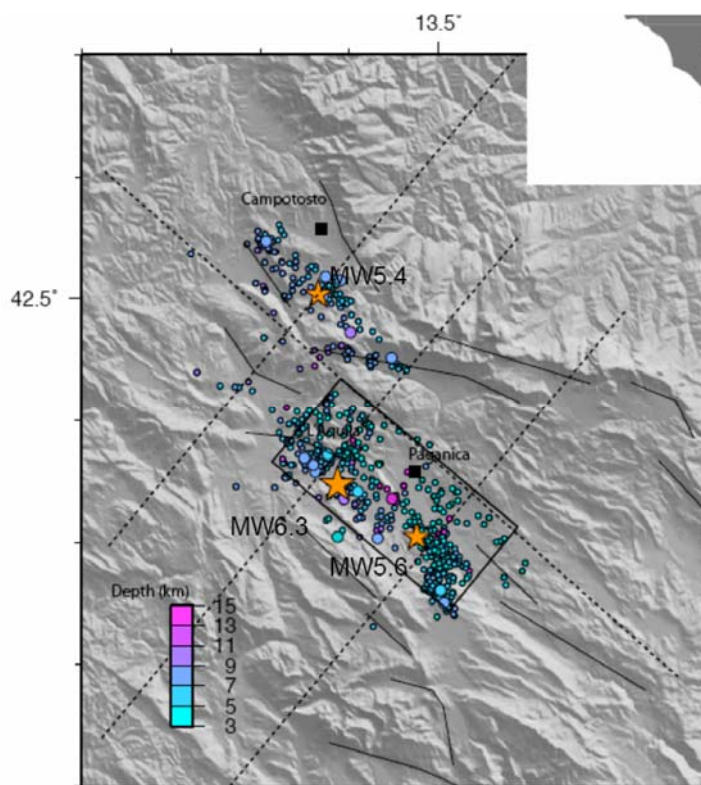 13.5°
Campotosto
MW5.4
42.5°
L'Aquila
Paganica
MW6.3
MW5.6
Depth (km)
15
13
11
9
7
5
3